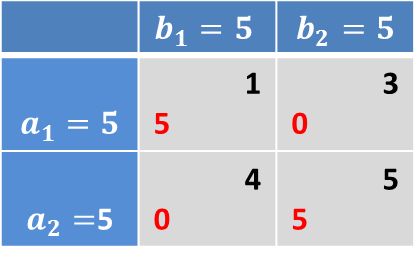 b₁ = 5 b₂ = 5
1 3
a₁ = 5 5 0
4 5
a₂ =5 0 5